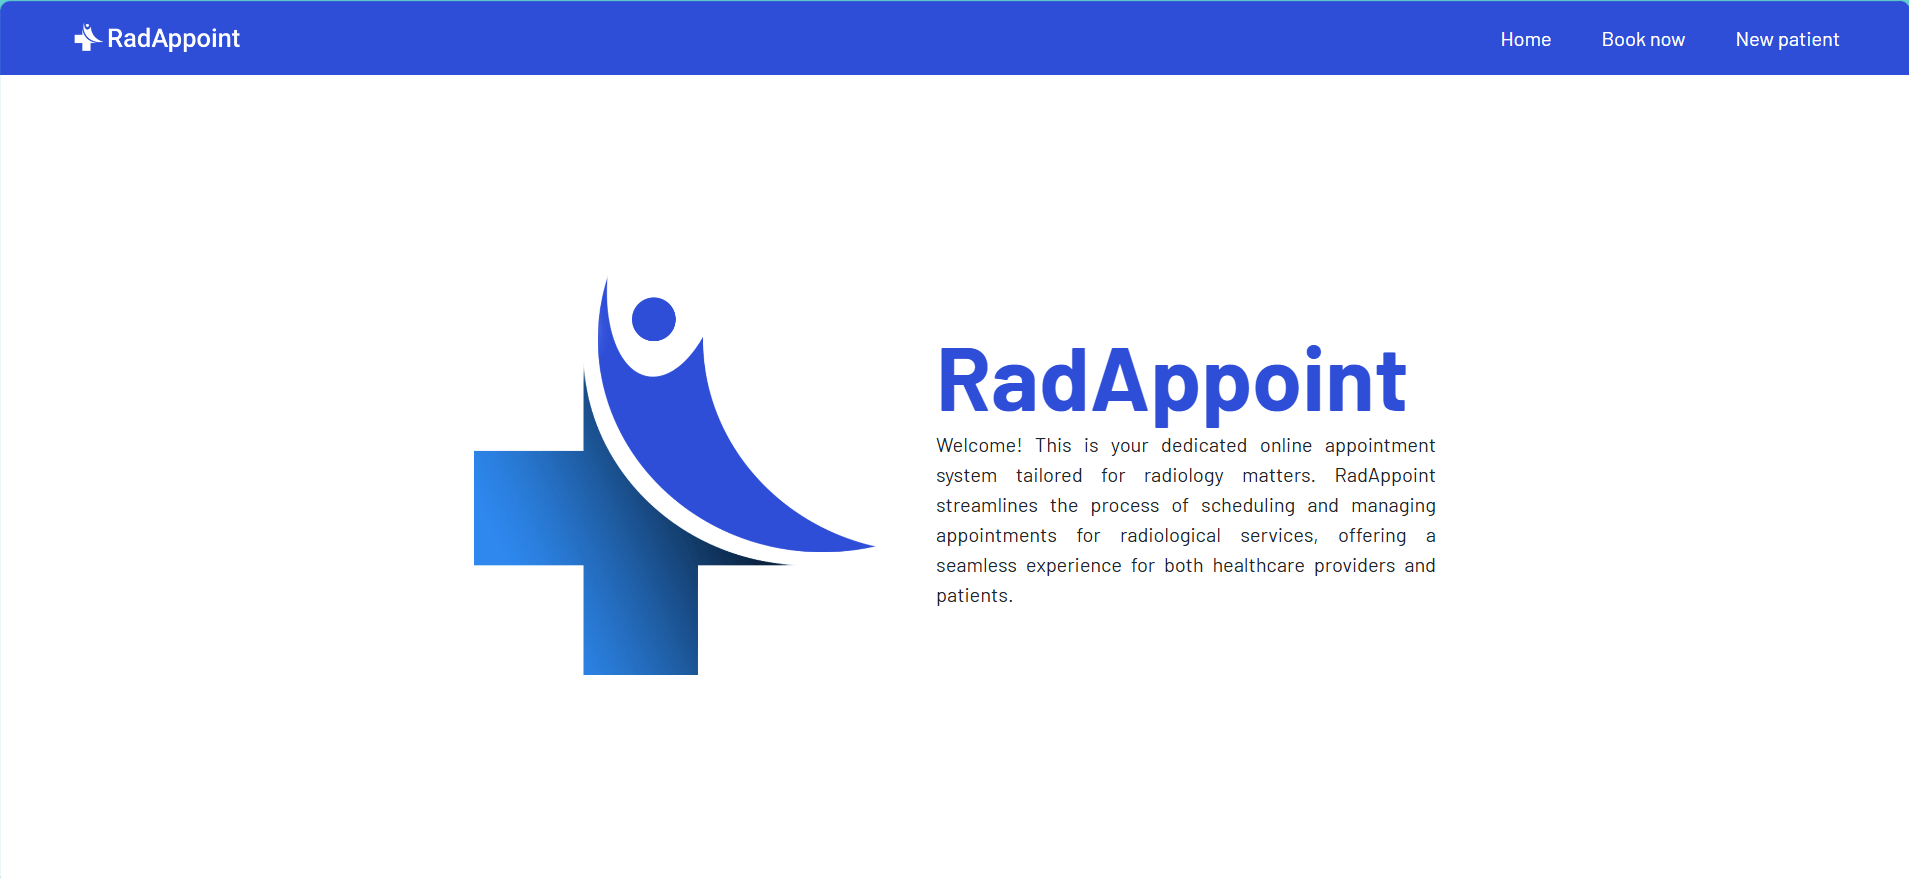 RadAppoint
Home
Book now
New patient
RadAppoint
Welcome! This is your dedicated online appointment
system tailored for radiology matters. RadAppoint
streamlines the process of scheduling and managing
appointments for radiological services, offering a
seamless experience for both healthcare providers and
patients.